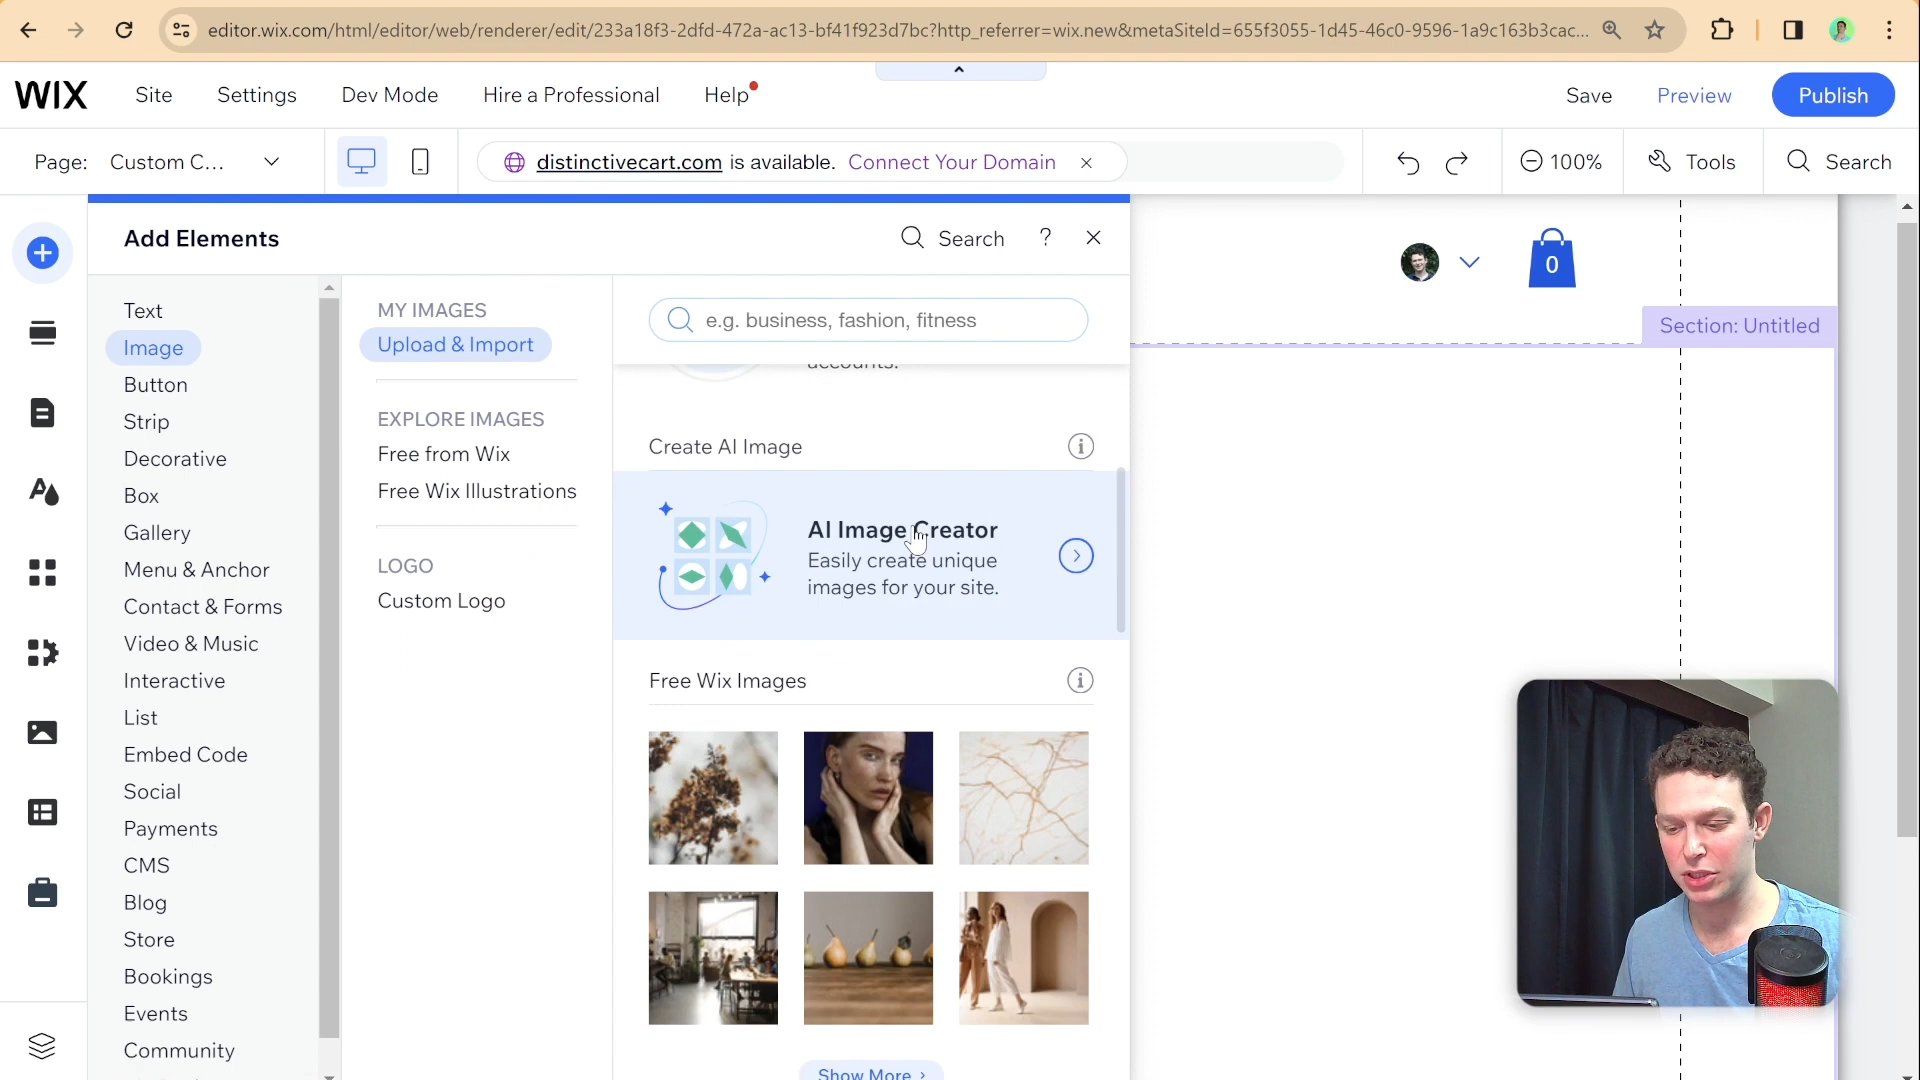 editor.wix.com/html/editor/web/renderer/edit/233a18f3-2dfd-472a-ac13-bf41f923d7bc?http_referrer=wix.new&metaSiteId=655f3055-1d45-46c0-9596-1a9c163b3cac...
WIX
Site
Settings
Dev Mode
Hire a Professional
Help
Save
Preview
Publish
Page: Custom C...
distinctivecart.com is available. Connect Your Domain
100%
Tools
Search
Add Elements
Search
?
Text
Image
Button
Strip
Decorative
Box
Gallery
Menu & Anchor
Contact & Forms
Video & Music
Interactive
List
Embed Code
Social
Payments
CMS
Blog
Store
Bookings
Events
Community
MY IMAGES
Upload & Import
EXPLORE IMAGES
Free from Wix
Free Wix Illustrations
LOGO
Custom Logo
e.g. business, fashion, fitness
accounts.
Create AI Image
AI Image Creator
Easily create unique
images for your site.
Free Wix Images
Show More
0
Section: Untitled